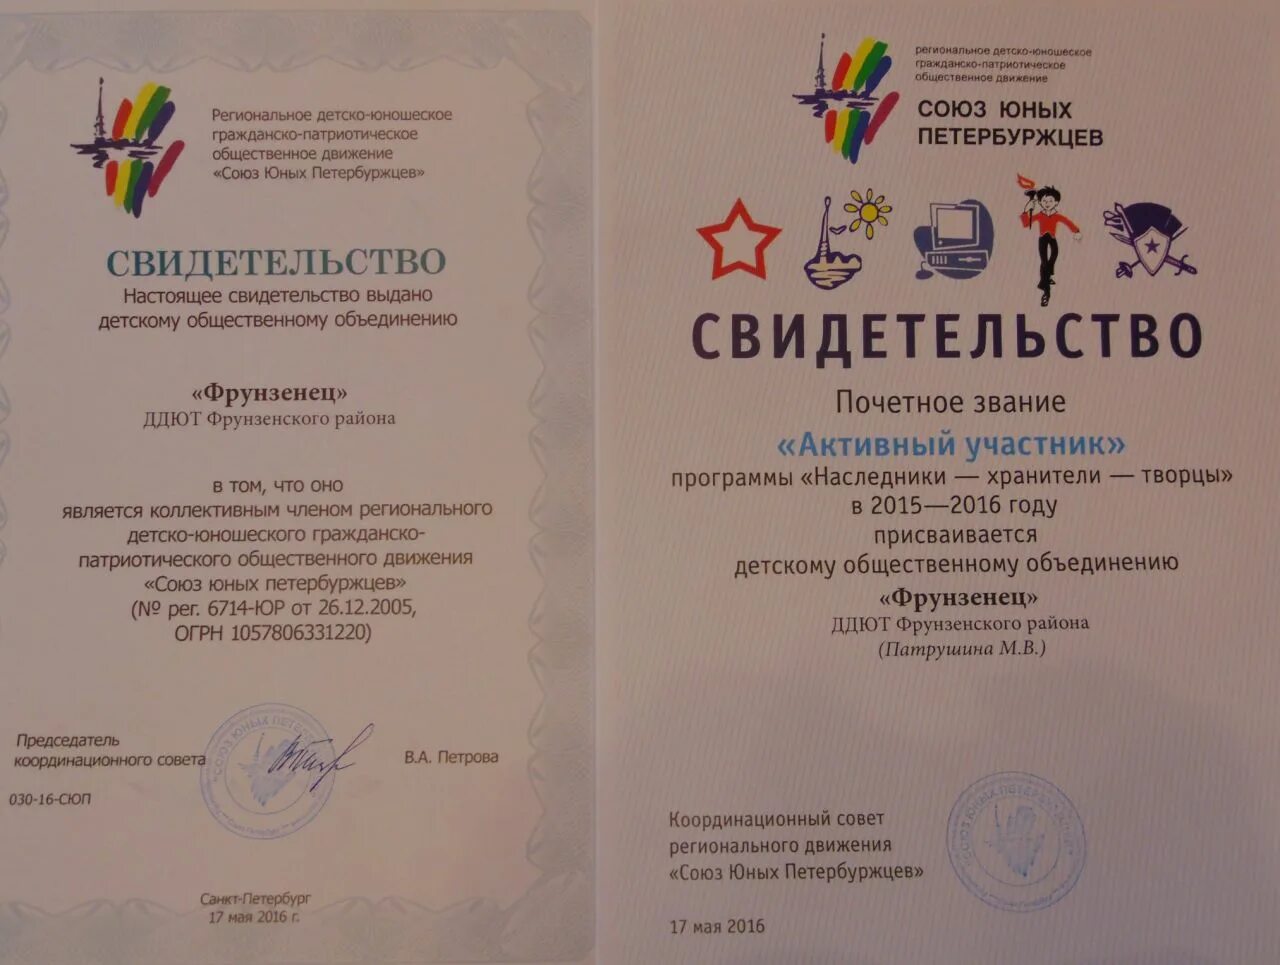 Региональное детско-юношеское
гражданско-патриотическое
общественное движение
«Союз Юных Петербуржцев»
СВИДЕТЕЛЬСТВО
Настоящее свидетельство выдано
детскому общественному объединению
«Фрунзенец»
ДДЮТ Фрунзенского района
в том, что оно
является коллективным членом регионального
детско-юношеского гражданско-
патриотического общественного движения
«Союз юных петербуржцев»
(№ рег. 6714-ЮР от 26.12.2005,
ОГРН 1057806331220)
Председатель
координационного совета
В.А. Петрова
030-16-СЮП
Санкт-Петербург
17 мая 2016 г.
региональное детско-юношеское
гражданско-патриотическое
общественное движение
СОЮЗ ЮНЫХ
ПЕТЕРБУРЖЦЕВ
СВИДЕТЕЛЬСТВО
Почетное звание
«Активный участник»
программы «Наследники — хранители — творцы»
в 2015—2016 году
присваивается
детскому общественному объединению
«Фрунзенец»
ДДЮТ Фрунзенского района
(Патрушина М.В.)
Координационный совет
регионального движения
«Союз Юных Петербуржцев»
17 мая 2016